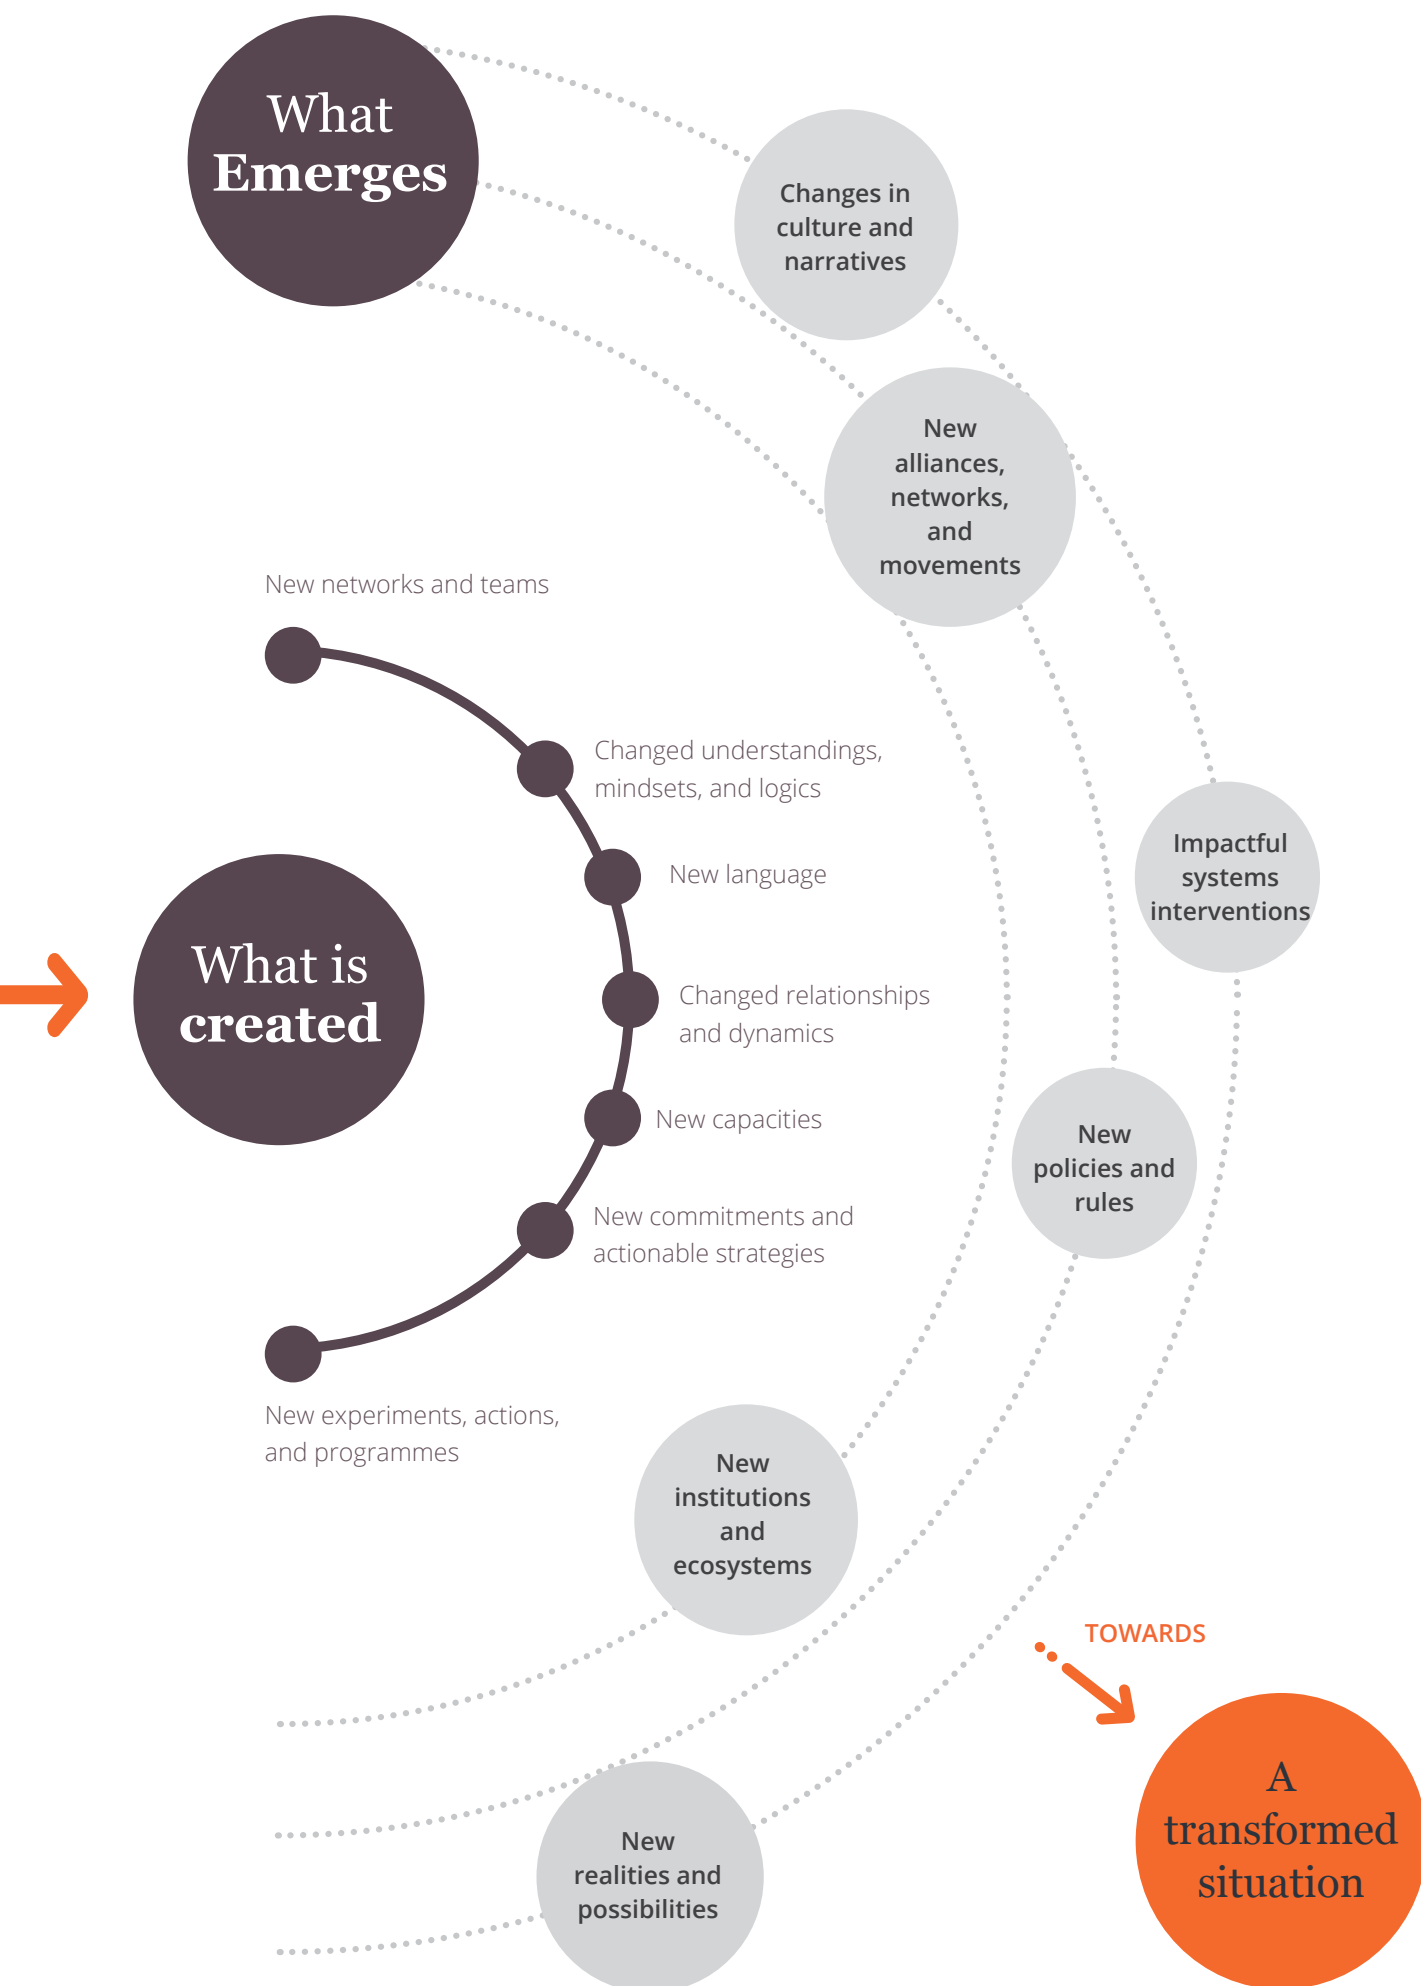 What
Emerges
Changes in
culture and
narratives
New
alliances,
networks,
and
movements
New networks and teams
Changed understandings,
mindsets, and logics
New language
Impactful
systems
interventions
What is
created
Changed relationships
and dynamics
New capacities
New
policies and
rules
New commitments and
actionable strategies
New experiments, actions,
and programmes
New
institutions
and
ecosystems
TOWARDS
A
transformed
situation
New
realities and
possibilities